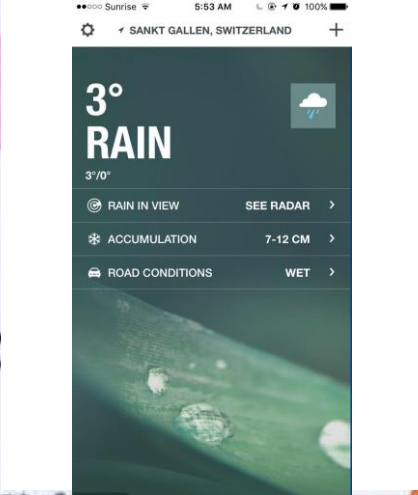 Sunrise 5:53 AM 100%
SANKT GALLEN, SWITZERLAND
3°
RAIN
3°/0°
RAIN IN VIEW SEE RADAR
ACCUMULATION 7-12 CM
ROAD CONDITIONS WET